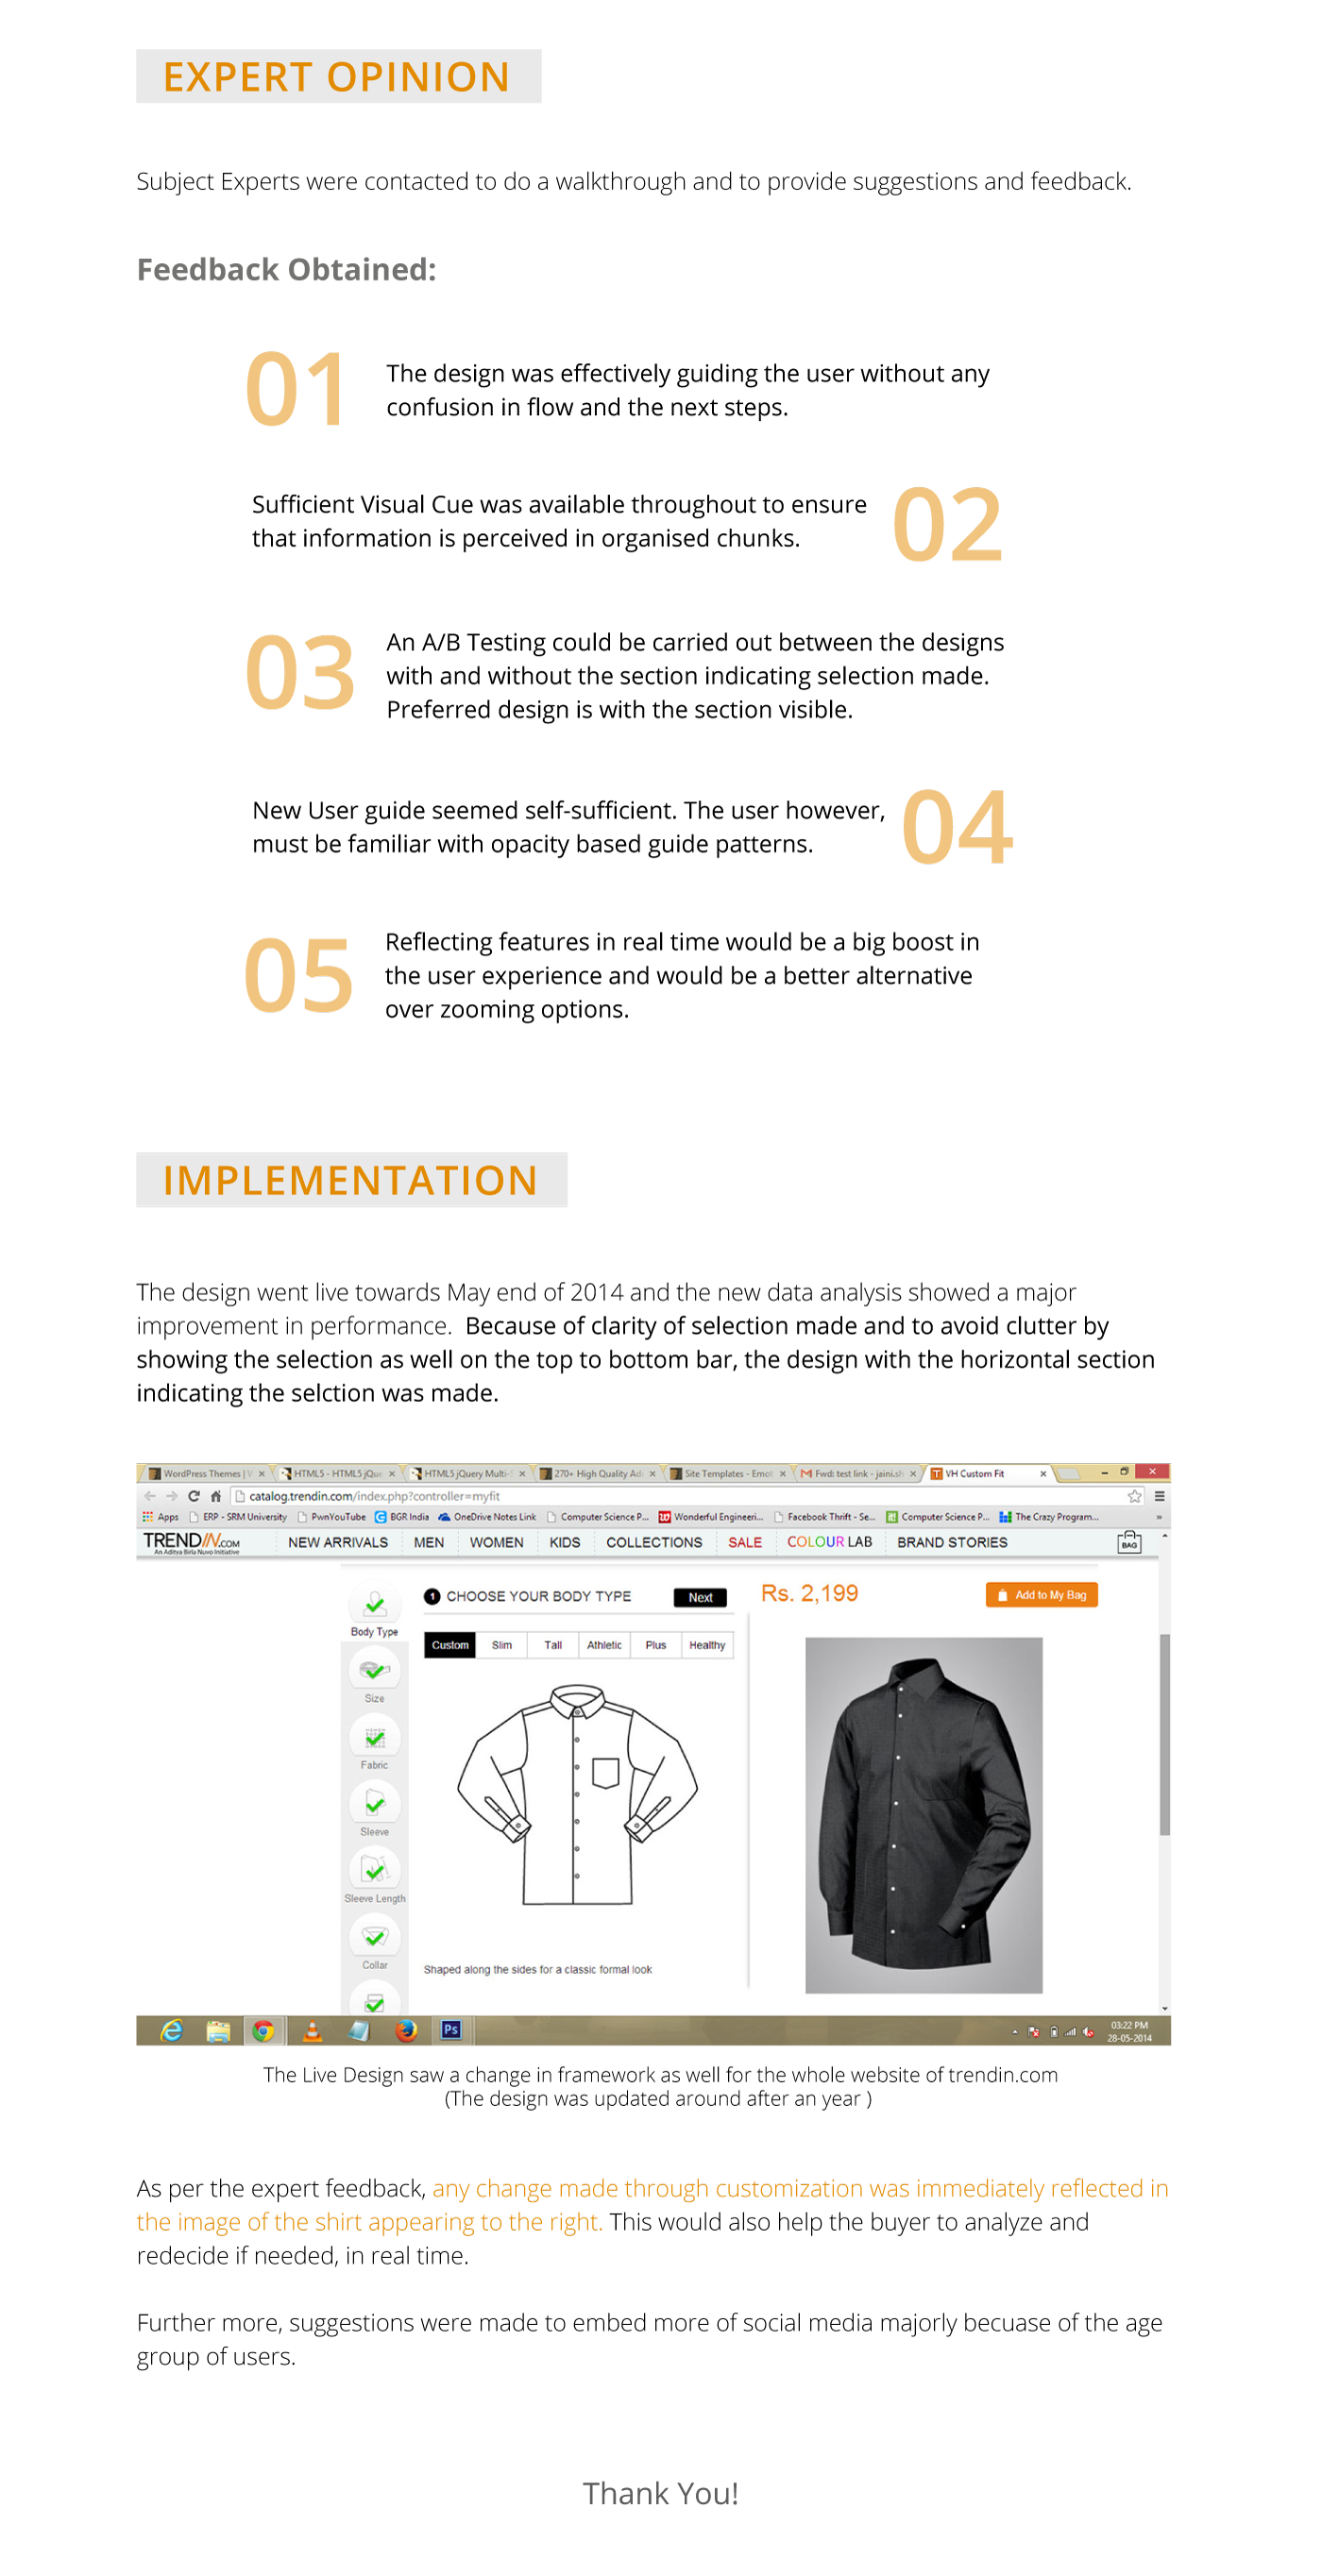 EXPERT OPINION
Subject Experts were contacted to do a walkthrough and to provide suggestions and feedback.
Feedback Obtained:
01
The design was effectively guiding the user without any
confusion in flow and the next steps.
Sufficient Visual Cue was available throughout to ensure
that information is perceived in organised chunks.
02
03
An A/B Testing could be carried out between the designs
with and without the section indicating selection made.
Preferred design is with the section visible.
New User guide seemed self-sufficient. The user however,
must be familiar with opacity based guide patterns.
04
05
Reflecting features in real time would be a big boost in
the user experience and would be a better alternative
over zooming options.
IMPLEMENTATION
The design went live towards May end of 2014 and the new data analysis showed a major
improvement in performance. Because of clarity of selection made and to avoid clutter by
showing the selection as well on the top to bottom bar, the design with the horizontal section
indicating the selction was made.
WordPress Themes | V HTML5 - HTML5 jQue HTML5 jQuery Multi- 270+ High Quality Ad Site Templates - Emot Fwd: test link - jaini.sh VH Custom Fit
catalog.trendin.com/index.php?controller=myfit
Apps ERP - SRM University PwnYouTube BGR India OneDrive Notes Link Computer Science P... Wonderful Engineeri... Facebook Thrift - Se... Computer Science P... The Crazy Program... »
TRENDIN.COM NEW ARRIVALS MEN WOMEN KIDS COLLECTIONS SALE COLOUR LAB BRAND STORIES BAG
An Aditya Birla Nuvo Initiative
1 CHOOSE YOUR BODY TYPE Next Rs. 2,199 Add to My Bag
Body Type
Custom Slim Tall Athletic Plus Healthy
Size
Fabric
Sleeve
Sleeve Length
Collar
Shaped along the sides for a classic formal look
Ps
03:22 PM
28-05-2014
The Live Design saw a change in framework as well for the whole website of trendin.com
(The design was updated around after an year )
As per the expert feedback, any change made through customization was immediately reflected in
the image of the shirt appearing to the right. This would also help the buyer to analyze and
redecide if needed, in real time.
Further more, suggestions were made to embed more of social media majorly becuase of the age
group of users.
Thank You!